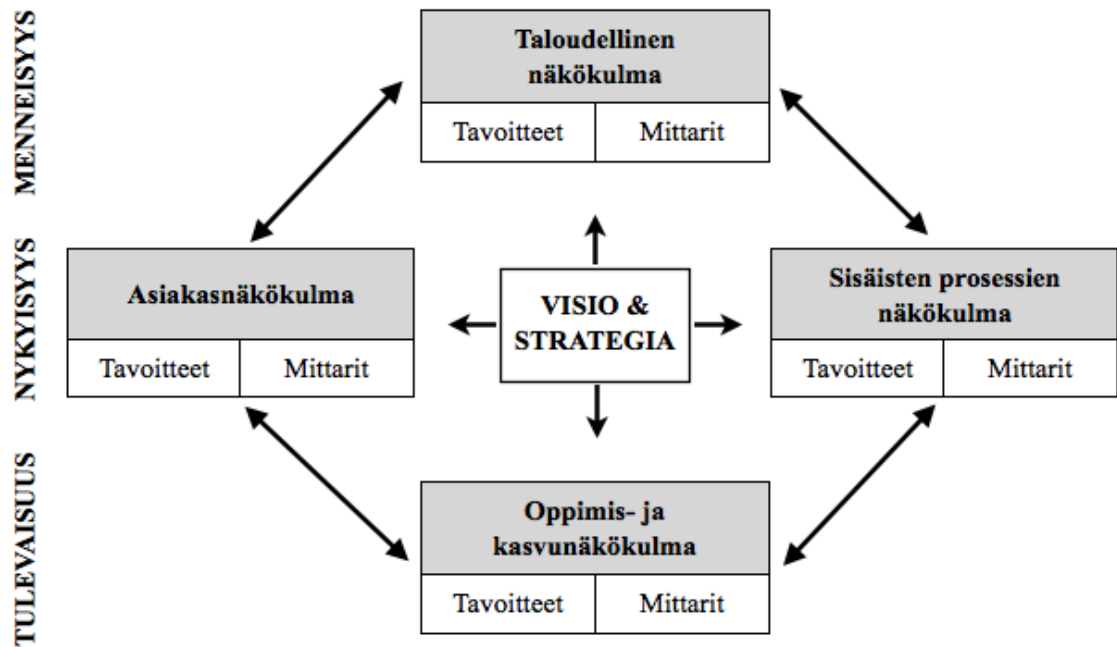 MENNEISYYS
Taloudellinen
näkökulma
Tavoitteet
Mittarit
NYKYISYYS
Asiakasnäkökulma
Tavoitteet
Mittarit
VISIO &
STRATEGIA
Sisäisten prosessien
näkökulma
Tavoitteet
Mittarit
TULEVAISUUS
Oppimis- ja
kasvunäkökulma
Tavoitteet
Mittarit